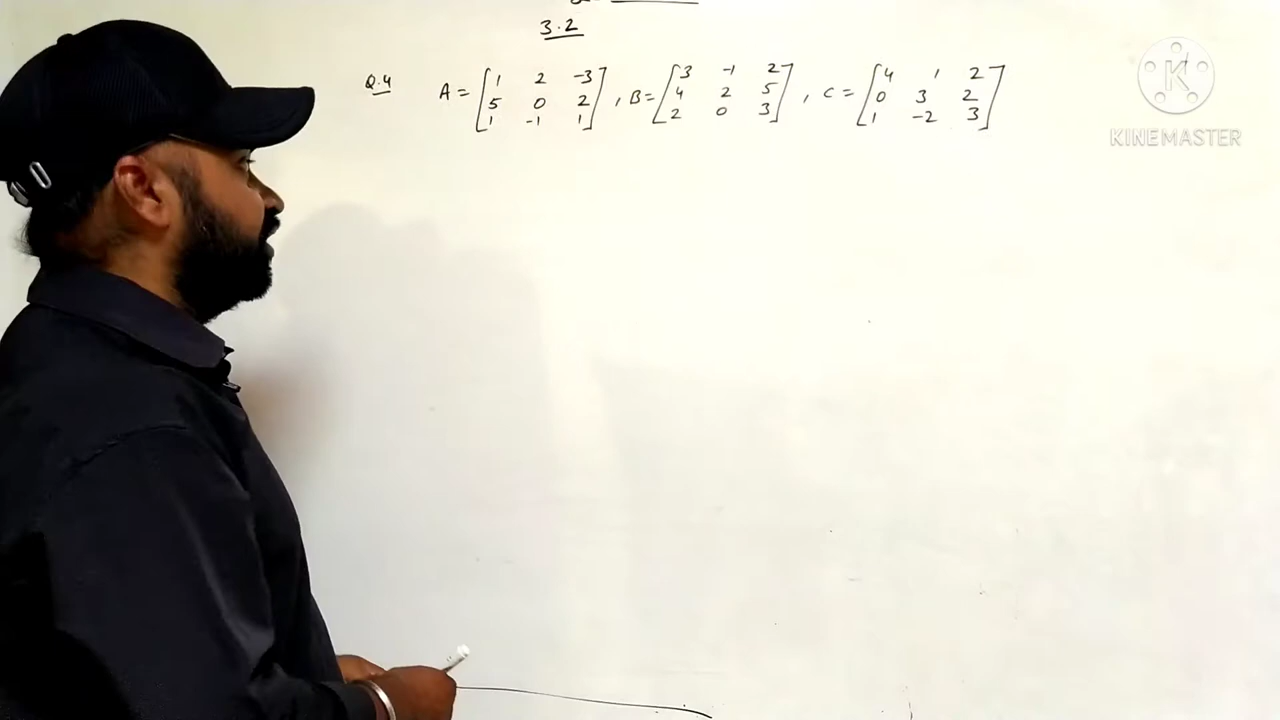 3.2
Q.4 A = [ 1 2 -3 ] , B = [ 3 -1 2 ] , C = [ 4 1 2 ]
[ 5 0 2 ] [ 4 2 5 ] [ 0 3 2 ]
[ 1 -1 1 ] [ 2 0 3 ] [ 1 -2 3 ]
K
KINEMASTER